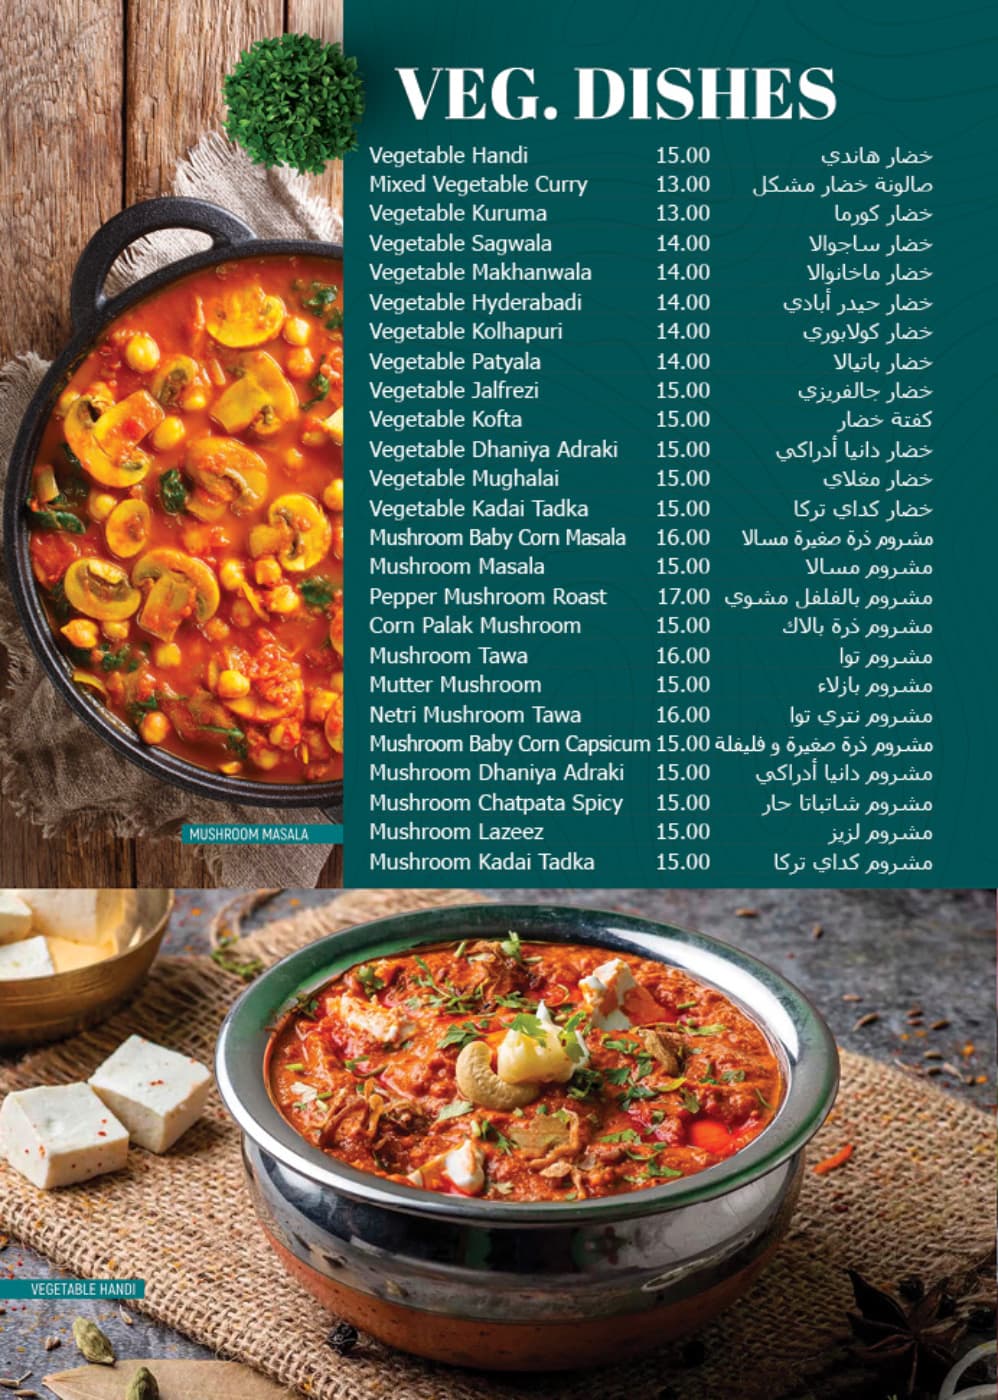 VEG. DISHES
Vegetable Handi 15.00 خضار هاندي
Mixed Vegetable Curry 13.00 صالونة خضار مشكل
Vegetable Kuruma 13.00 خضار كورما
Vegetable Sagwala 14.00 خضار ساجوالا
Vegetable Makhanwala 14.00 خضار ماخانوالا
Vegetable Hyderabadi 14.00 خضار حيدر أبادي
Vegetable Kolhapuri 14.00 خضار كولابوري
Vegetable Patyala 14.00 خضار باتيالا
Vegetable Jalfrezi 15.00 خضار جالفريزي
Vegetable Kofta 15.00 كفتة خضار
Vegetable Dhaniya Adraki 15.00 خضار دانيا أدراكي
Vegetable Mughalai 15.00 خضار مغلاي
Vegetable Kadai Tadka 15.00 خضار كداي تركا
Mushroom Baby Corn Masala 16.00 مشروم ذرة صغيرة مسالا
Mushroom Masala 15.00 مشروم مسالا
Pepper Mushroom Roast 17.00 مشروم بالفلفل مشوي
Corn Palak Mushroom 15.00 مشروم ذرة بالاك
Mushroom Tawa 16.00 مشروم توا
Mutter Mushroom 15.00 مشروم بازلاء
Netri Mushroom Tawa 16.00 مشروم نتري توا
Mushroom Baby Corn Capsicum 15.00 مشروم ذرة صغيرة و فليفلة
Mushroom Dhaniya Adraki 15.00 مشروم دانيا أدراكي
Mushroom Chatpata Spicy 15.00 مشروم شاتباتا حار
Mushroom Lazeez 15.00 مشروم لزيز
Mushroom Kadai Tadka 15.00 مشروم كداي تركا
MUSHROOM MASALA
VEGETABLE HANDI